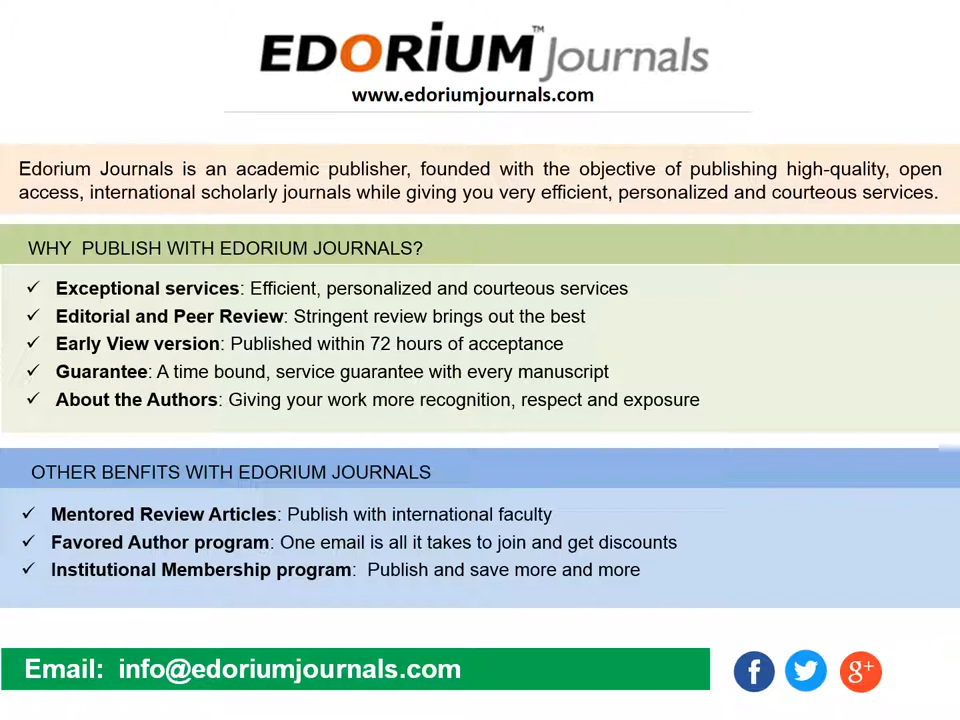 EDORiUM™ Journals
www.edoriumjournals.com
Edorium Journals is an academic publisher, founded with the objective of publishing high-quality, open
access, international scholarly journals while giving you very efficient, personalized and courteous services.
WHY PUBLISH WITH EDORIUM JOURNALS?
✓ Exceptional services: Efficient, personalized and courteous services
✓ Editorial and Peer Review: Stringent review brings out the best
✓ Early View version: Published within 72 hours of acceptance
✓ Guarantee: A time bound, service guarantee with every manuscript
✓ About the Authors: Giving your work more recognition, respect and exposure
OTHER BENFITS WITH EDORIUM JOURNALS
✓ Mentored Review Articles: Publish with international faculty
✓ Favored Author program: One email is all it takes to join and get discounts
✓ Institutional Membership program: Publish and save more and more
Email: info@edoriumjournals.com
f g+